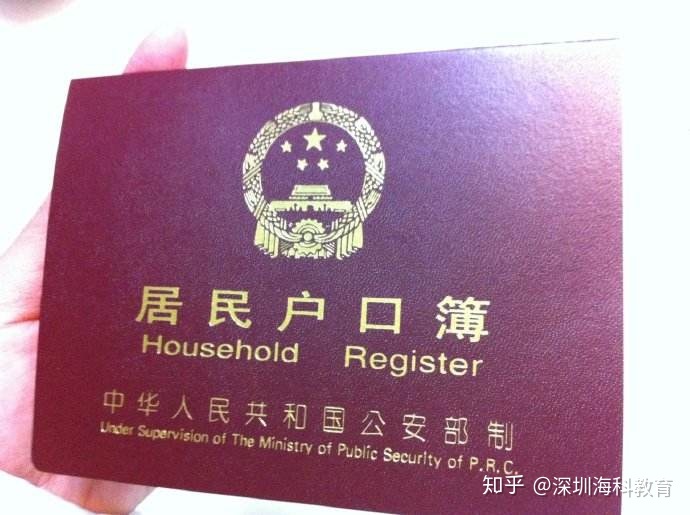 居民户口簿
Household Register
中华人民共和国公安部制
Under Supervision of The Ministry of Public Security of P.R.C.
知乎 @深圳海科教育